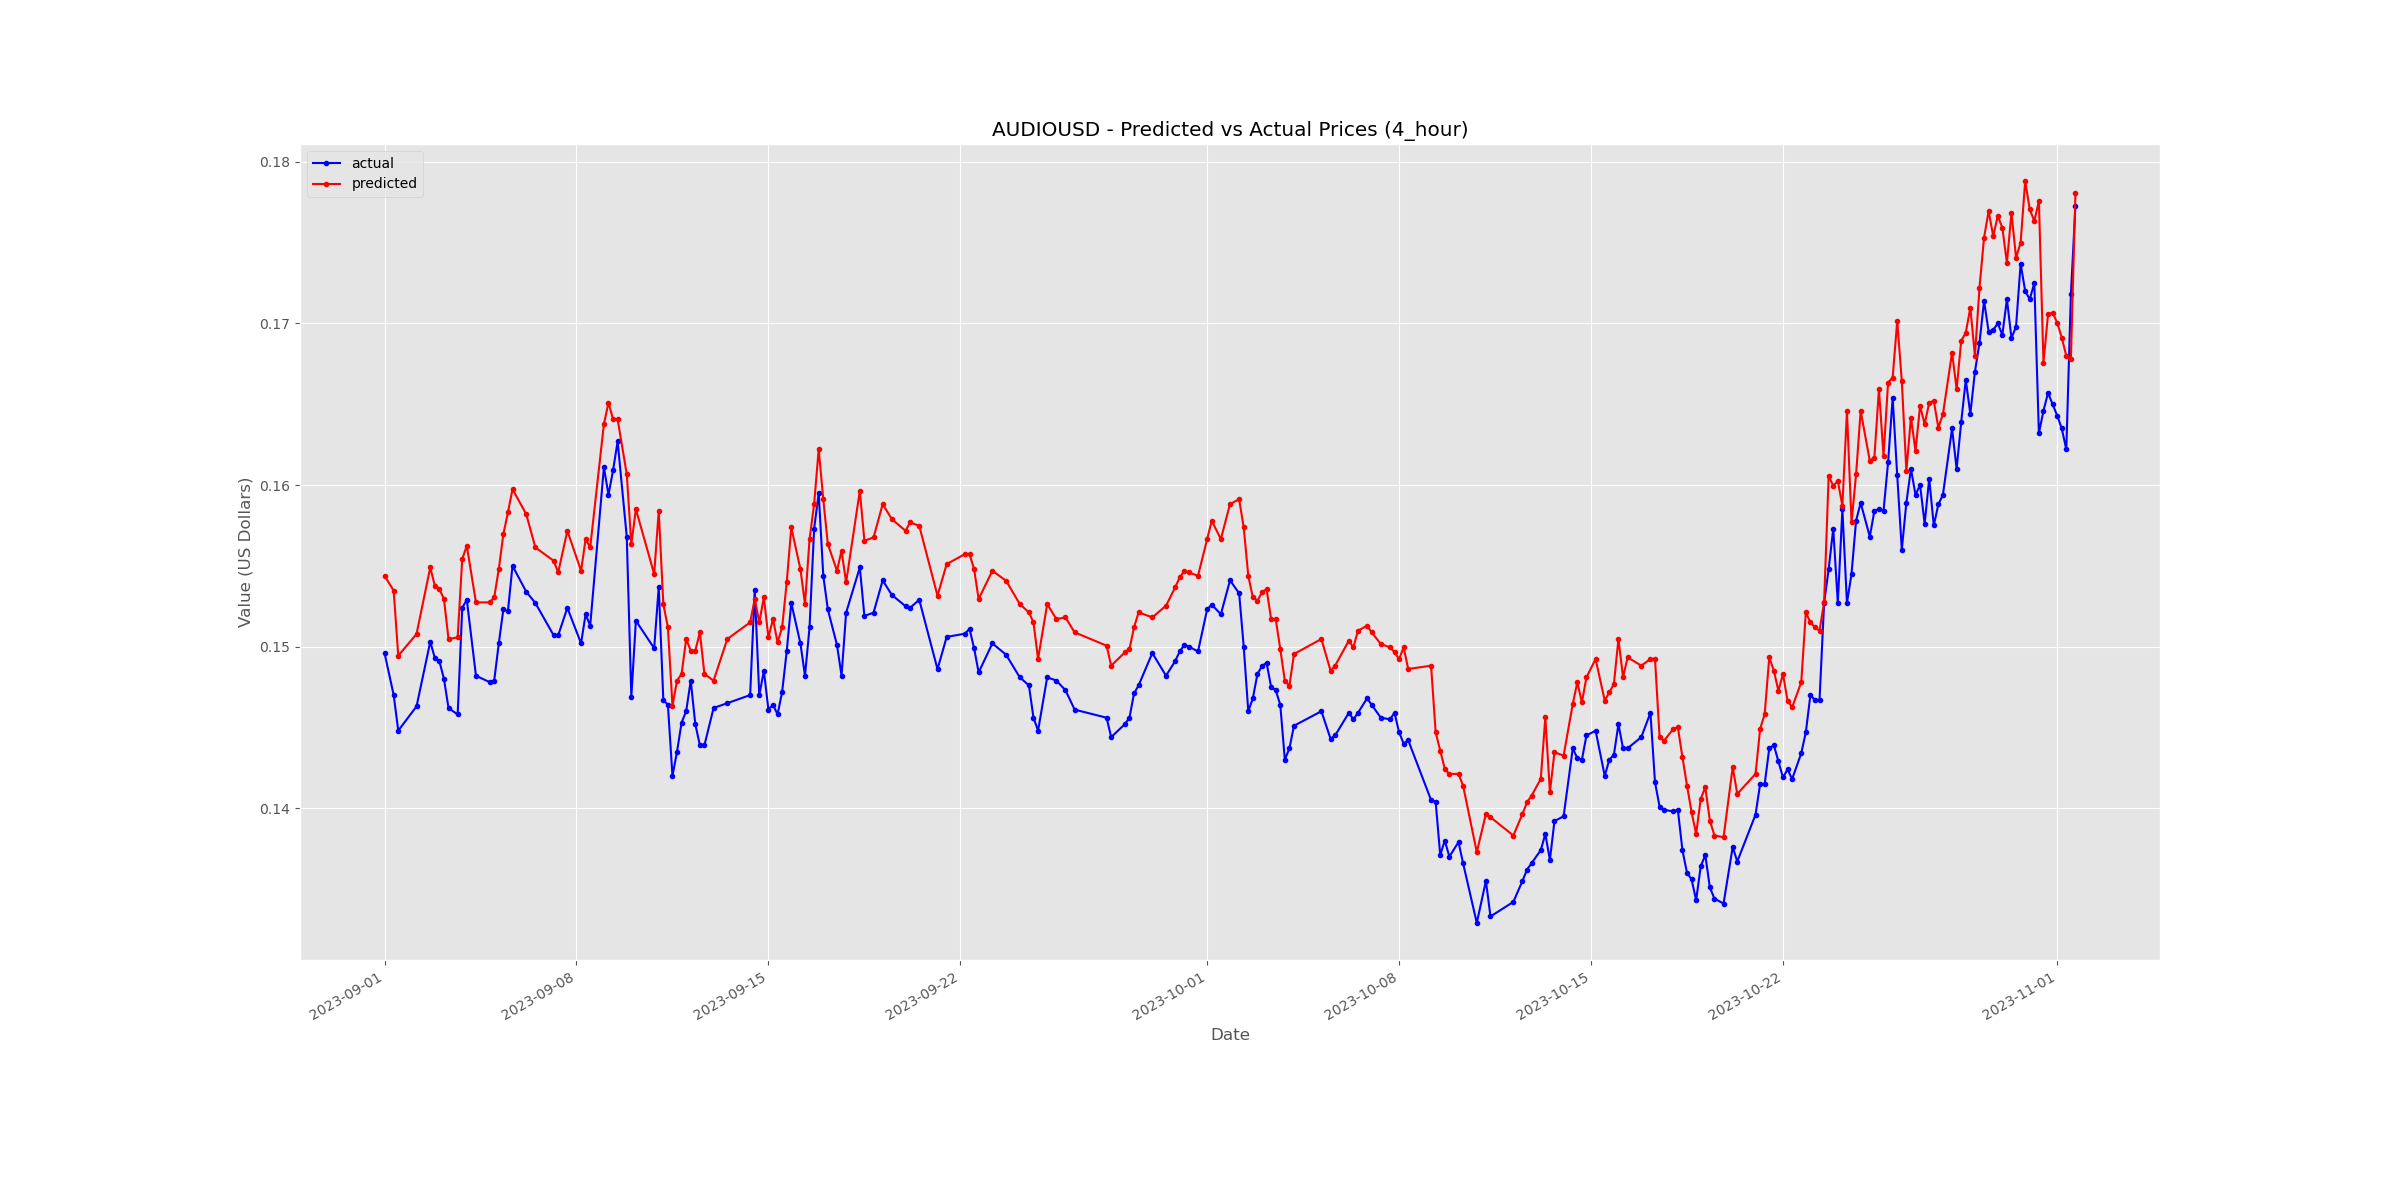 AUDIOUSD - Predicted vs Actual Prices (4_hour)
actual
predicted
0.18
0.17
0.16
0.15
0.14
Value (US Dollars)
2023-09-01
2023-09-08
2023-09-15
2023-09-22
2023-10-01
2023-10-08
2023-10-15
2023-10-22
2023-11-01
Date